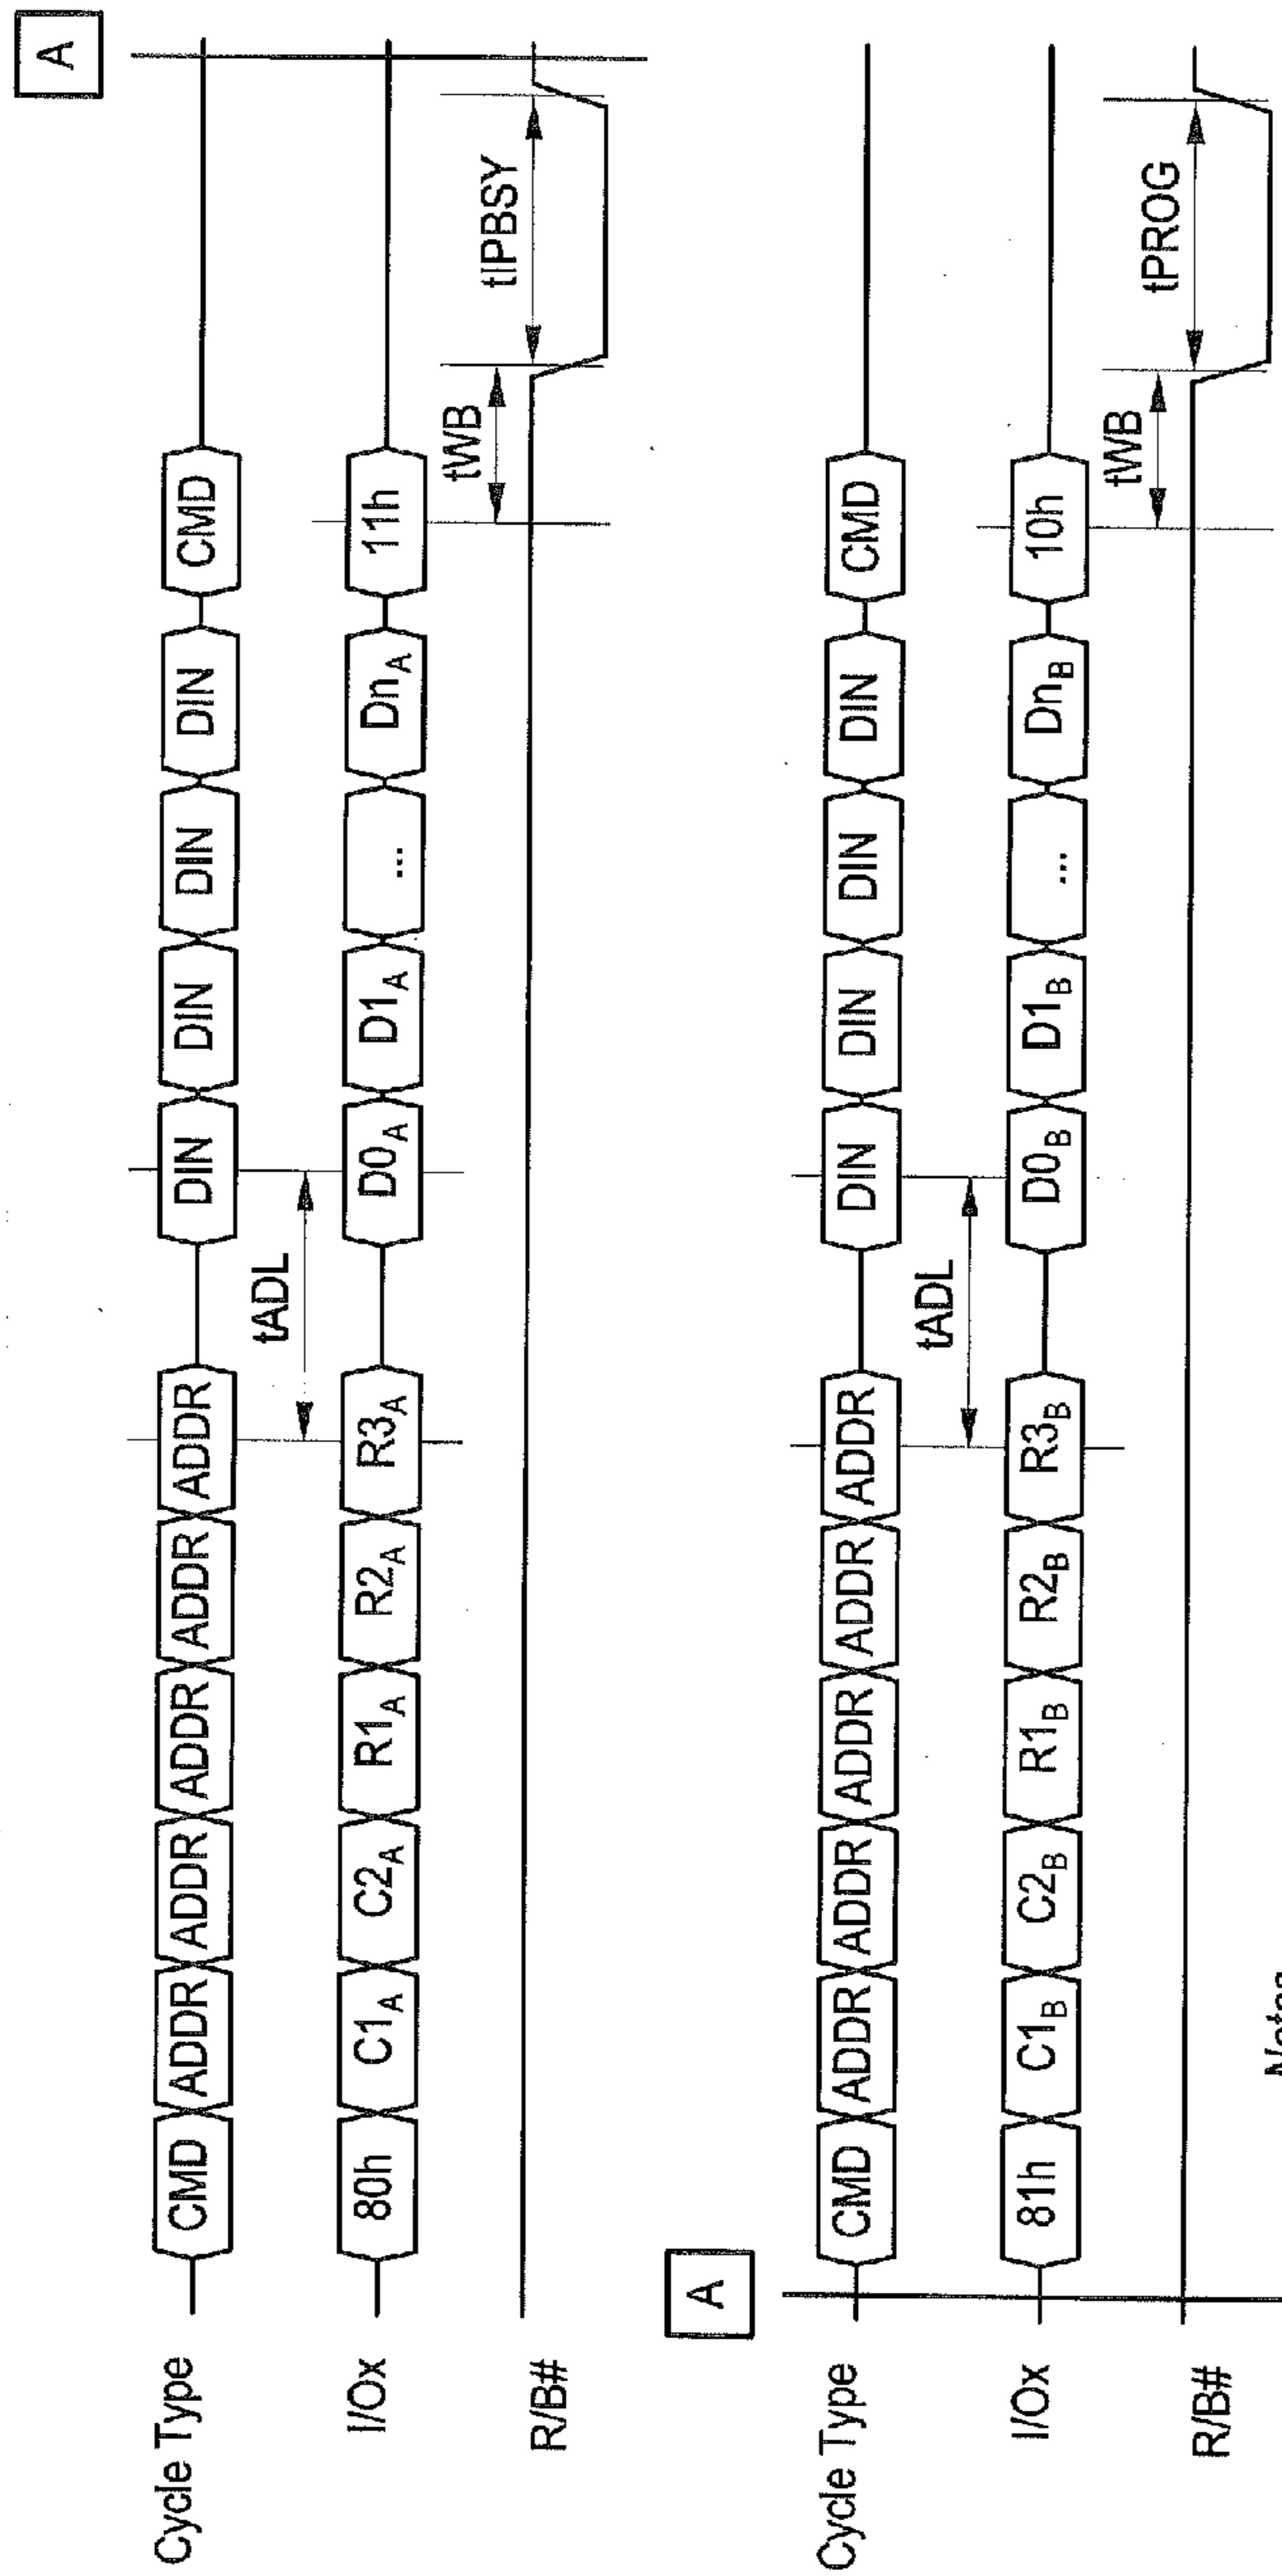 A
Cycle Type CMD ADDR ADDR ADDR ADDR ADDR DIN DIN DIN DIN CMD
tADL
I/Ox 80h C1A C2A R1A R2A R3A D0A D1A ... DnA 11h
tWB tIPBSY
R/B#
A
Cycle Type CMD ADDR ADDR ADDR ADDR ADDR DIN DIN DIN DIN CMD
tADL
I/Ox 81h C1B C2B R1B R2B R3B D0B D1B ... DnB 10h
tWB tPROG
R/B#